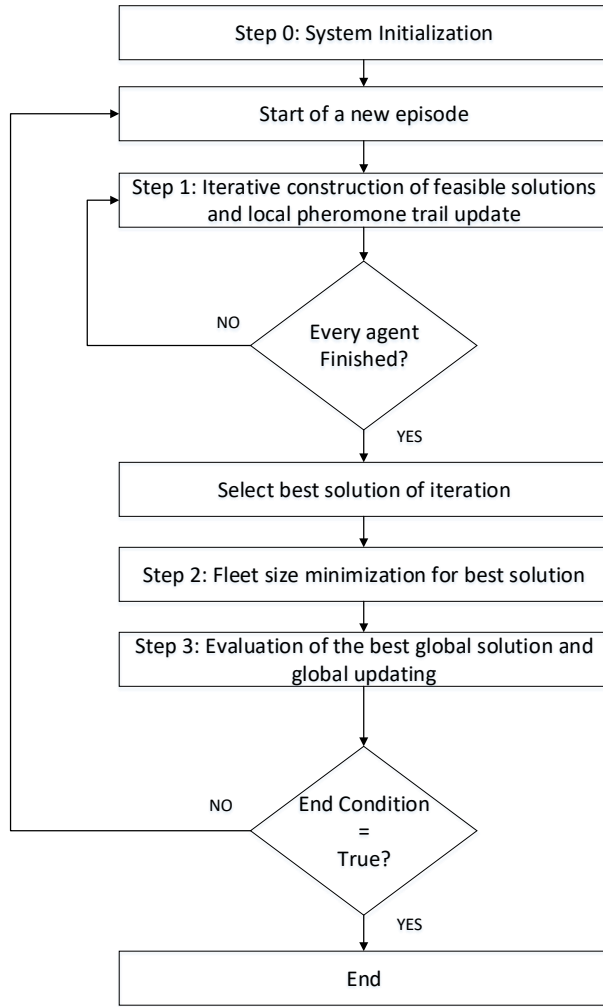 Step 0: System Initialization
Start of a new episode
Step 1: Iterative construction of feasible solutions
and local pheromone trail update
NO
Every agent
Finished?
YES
Select best solution of iteration
Step 2: Fleet size minimization for best solution
Step 3: Evaluation of the best global solution and
global updating
NO
End Condition
=
True?
YES
End